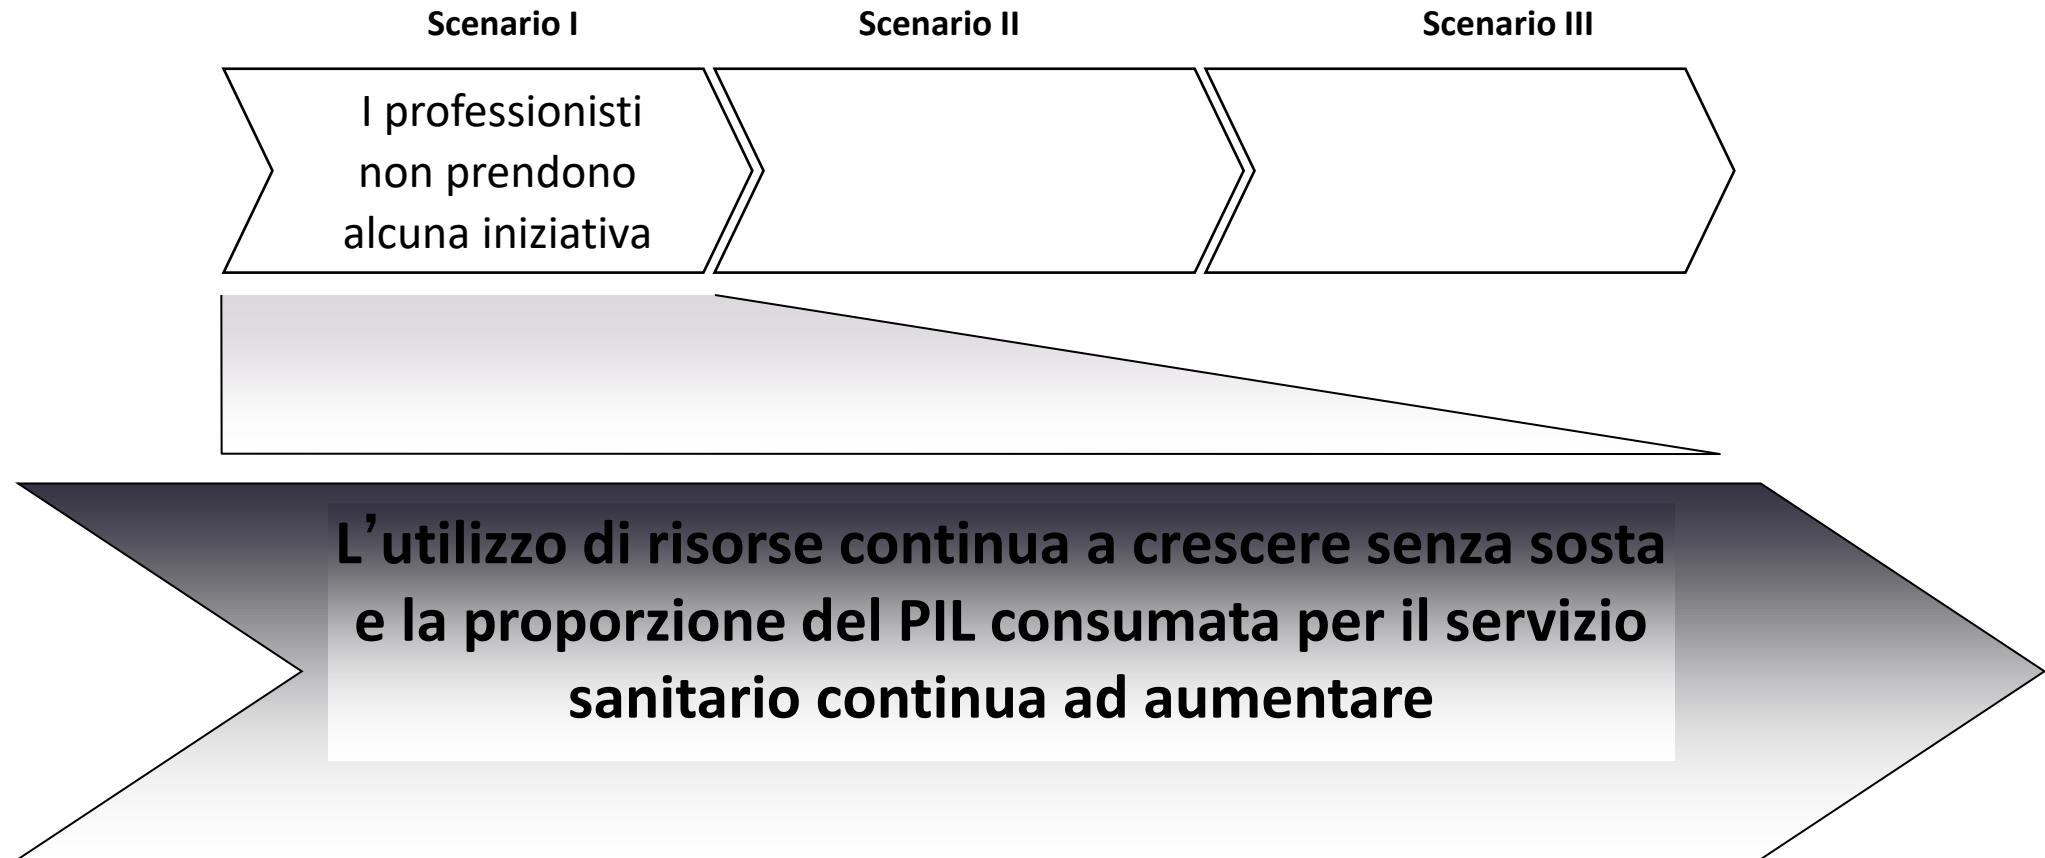 Scenario I Scenario II Scenario III
I professionisti
non prendono
alcuna iniziativa
L’utilizzo di risorse continua a crescere senza sosta
e la proporzione del PIL consumata per il servizio
sanitario continua ad aumentare